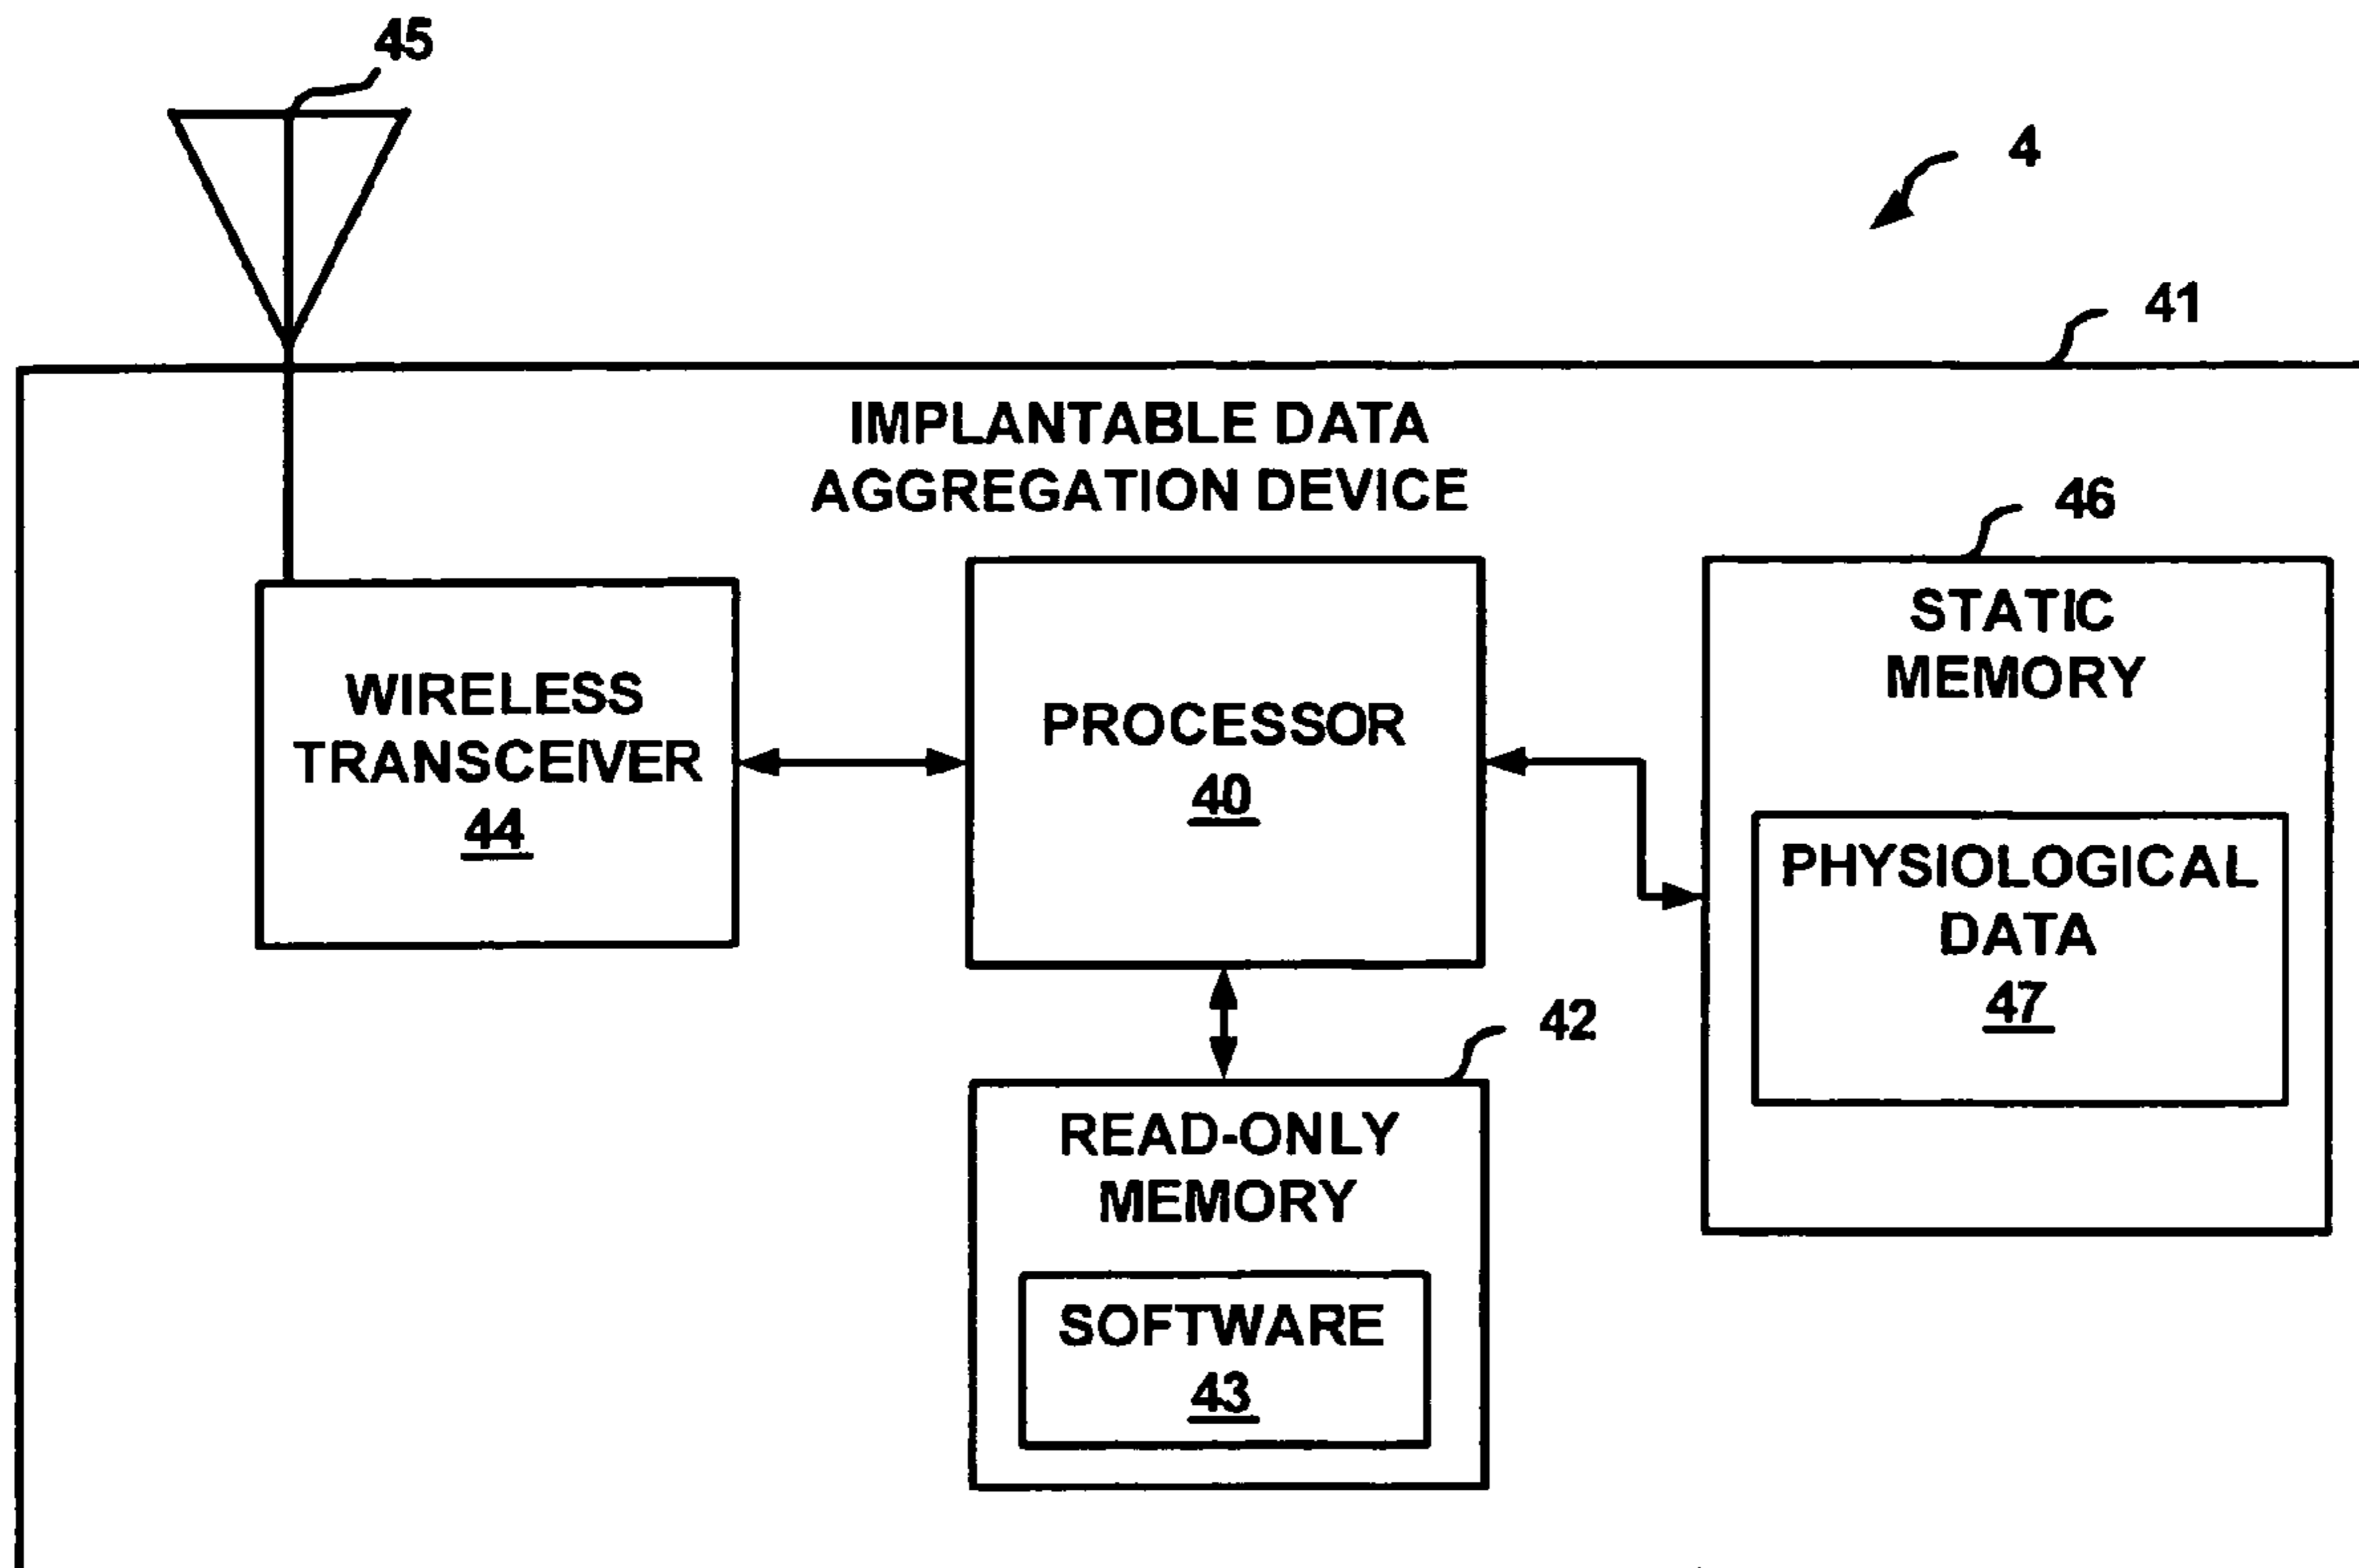 45
4
41
IMPLANTABLE DATA
AGGREGATION DEVICE
46
STATIC
MEMORY
WIRELESS
TRANSCEIVER
44
PROCESSOR
40
PHYSIOLOGICAL
DATA
47
42
READ-ONLY
MEMORY
SOFTWARE
43